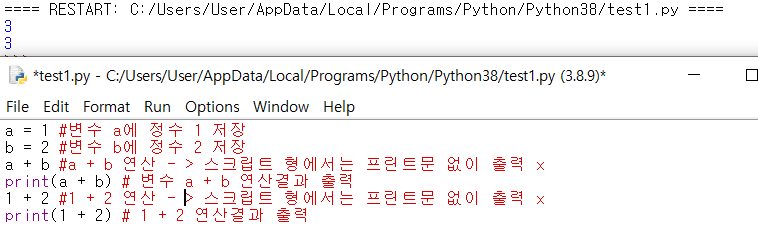 ==== RESTART: C:/Users/User/AppData/Local/Programs/Python/Python38/test1.py ====
3
3
*test1.py - C:/Users/User/AppData/Local/Programs/Python/Python38/test1.py (3.8.9)*
File Edit Format Run Options Window Help
a = 1 #변수 a에 정수 1 저장
b = 2 #변수 b에 정수 2 저장
a + b #a + b 연산 - > 스크립트 형에서는 프린트문 없이 출력 x
print(a + b) # 변수 a + b 연산결과 출력
1 + 2 #1 + 2 연산 - > 스크립트 형에서는 프린트문 없이 출력 x
print(1 + 2) # 1 + 2 연산결과 출력